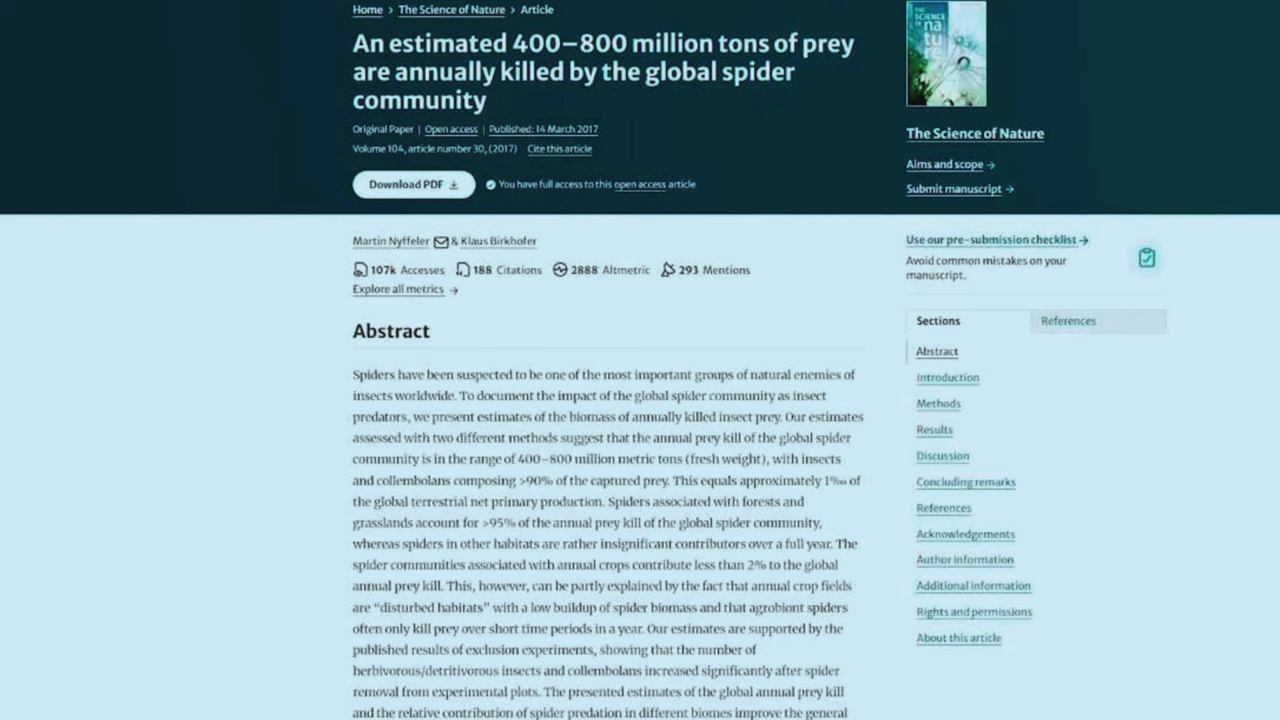 Home > The Science of Nature > Article
An estimated 400–800 million tons of prey
are annually killed by the global spider
community
Original Paper | Open access | Published: 14 March 2017
Volume 104, article number 30, (2017) Cite this article
Download PDF
You have full access to this open access article
THE
SCIENCE
OF na
tu
re
The Science of Nature
Aims and scope →
Submit manuscript →
Martin Nyffeler & Klaus Birkhofer
107k Accesses 188 Citations 2888 Altmetric 293 Mentions
Explore all metrics →
Abstract
Spiders have been suspected to be one of the most important groups of natural enemies of
insects worldwide. To document the impact of the global spider community as insect
predators, we present estimates of the biomass of annually killed insect prey. Our estimates
assessed with two different methods suggest that the annual prey kill of the global spider
community is in the range of 400–800 million metric tons (fresh weight), with insects
and collembolans composing >90% of the captured prey. This equals approximately 1‰ of
the global terrestrial net primary production. Spiders associated with forests and
grasslands account for >95% of the annual prey kill of the global spider community,
whereas spiders in other habitats are rather insignificant contributors over a full year. The
spider communities associated with annual crops contribute less than 2% to the global
annual prey kill. This, however, can be partly explained by the fact that annual crop fields
are “disturbed habitats” with a low buildup of spider biomass and that agrobiont spiders
often only kill prey over short time periods in a year. Our estimates are supported by the
published results of exclusion experiments, showing that the number of
herbivorous/detritivorous insects and collembolans increased significantly after spider
removal from experimental plots. The presented estimates of the global annual prey kill
and the relative contribution of spider predation in different biomes improve the general
Use our pre-submission checklist →
Avoid common mistakes on your
manuscript.
Sections References
Abstract
Introduction
Methods
Results
Discussion
Concluding remarks
References
Acknowledgements
Author information
Additional information
Rights and permissions
About this article